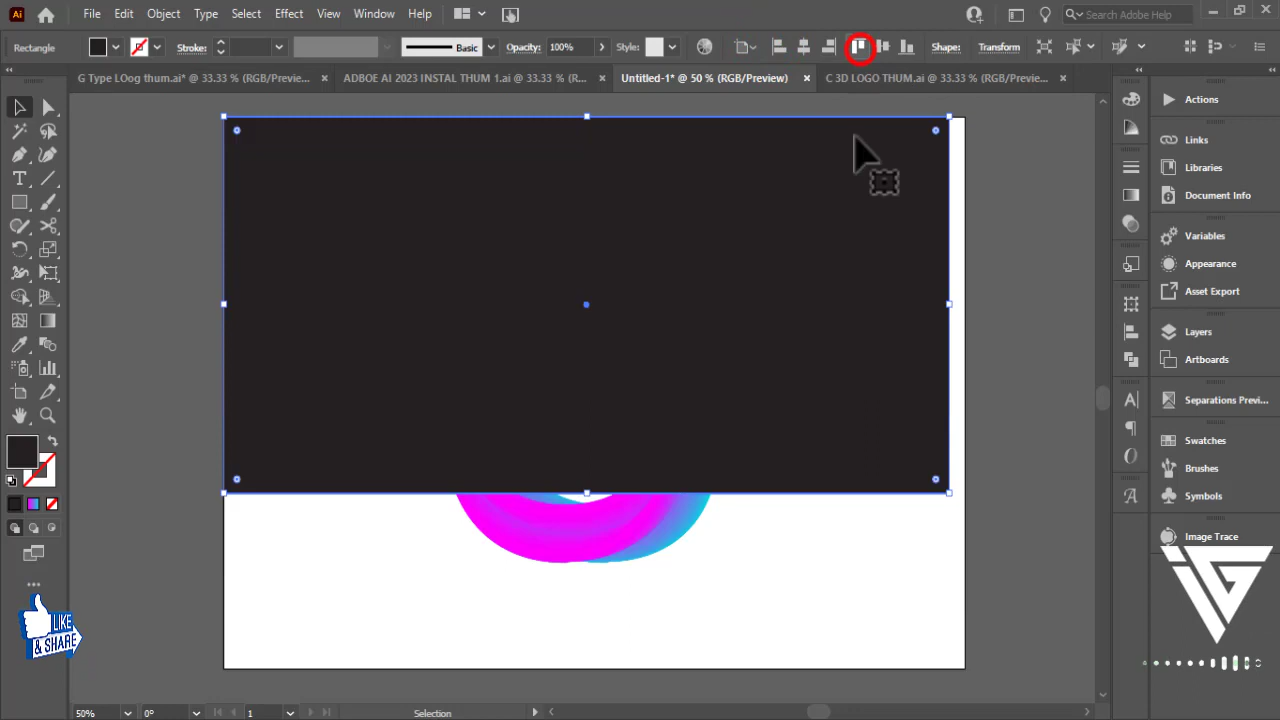 Ai
File Edit Object Type Select Effect View Window Help
Search Adobe Help
Rectangle Stroke: Basic Opacity: 100% Style: Shape: Transform
G Type LOog thum.ai* @ 33.33 % (RGB/Previe... × ADBOE AI 2023 INSTAL THUM 1.ai @ 33.33 % (R... × Untitled-1* @ 50 % (RGB/Preview) × C 3D LOGO THUM.ai @ 33.33 % (RGB/Previe... ×
Actions
Links
Libraries
Document Info
Variables
Appearance
Asset Export
Layers
Artboards
Separations Previ...
Swatches
Brushes
Symbols
Image Trace
LIKE
& SHARE
iG
50% 0° 1 Selection